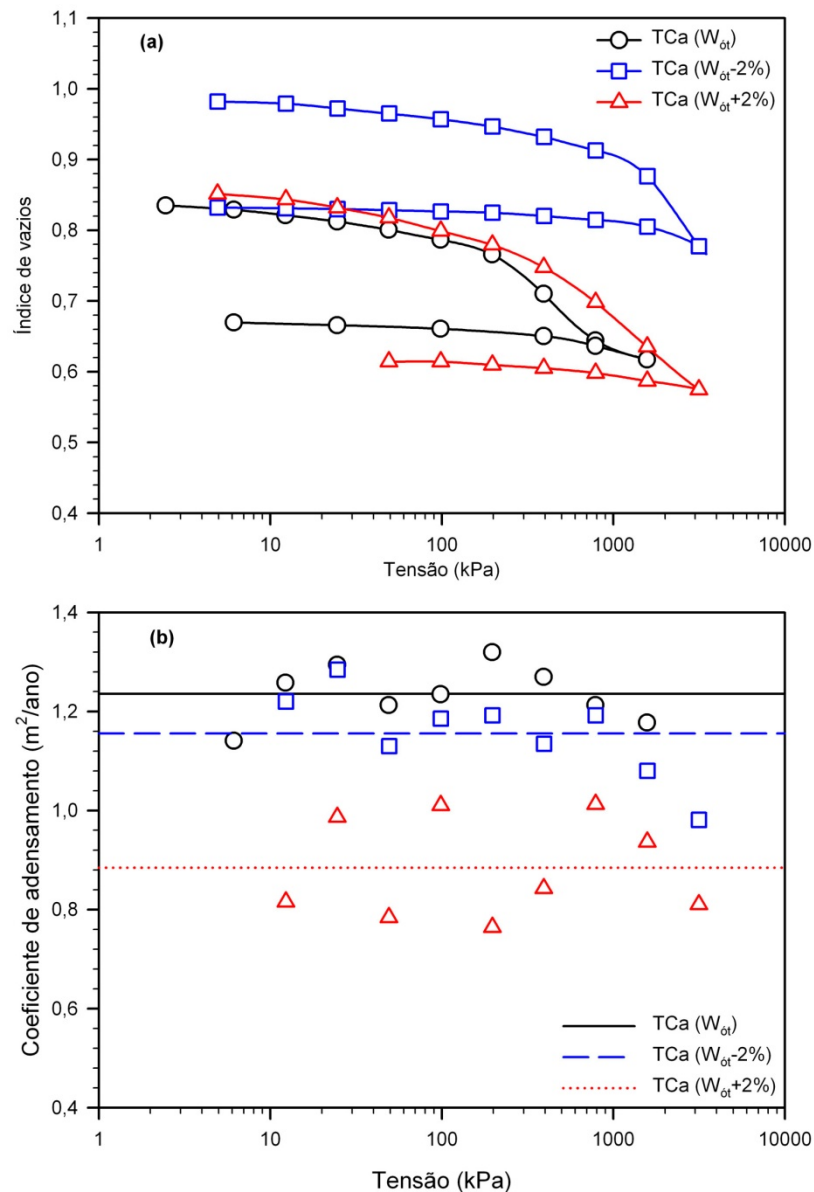 (a)
TCa (Wót)
TCa (Wót-2%)
TCa (Wót+2%)
Índice de vazios
1,1
1,0
0,9
0,8
0,7
0,6
0,5
0,4
1 10 100 1000 10000
Tensão (kPa)
(b)
Coeficiente de adensamento (m²/ano)
1,4
1,2
1,0
0,8
0,6
0,4
TCa (Wót)
TCa (Wót-2%)
TCa (Wót+2%)
1 10 100 1000 10000
Tensão (kPa)